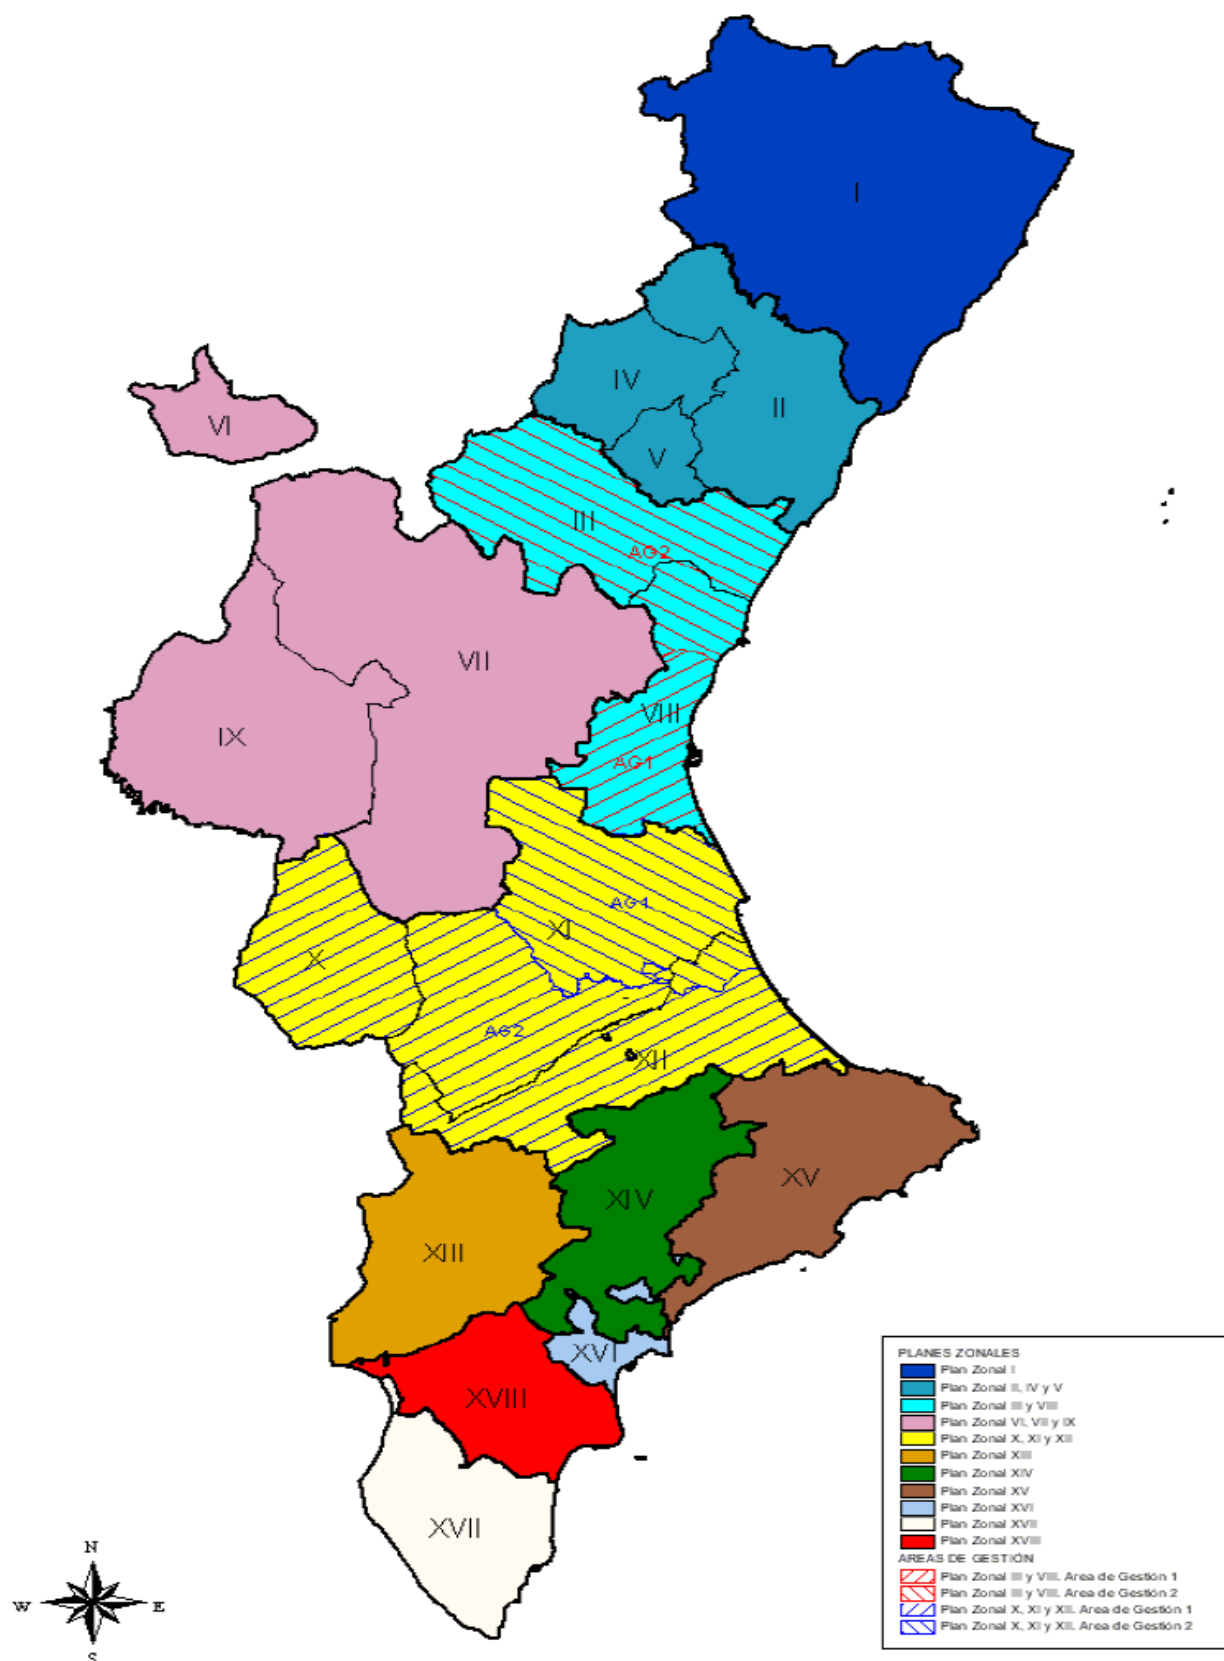 I
IV
II
VI
V
III
AG2
VII
VIII
IX
AG1
AG1
XI
X
AG2
XII
XV
XIV
XIII
XVI
XVIII
XVII
N
W
E
S
PLANES ZONALES
Plan Zonal I
Plan Zonal II, IV y V
Plan Zonal III y VIII
Plan Zonal VI, VII y IX
Plan Zonal X, XI y XII
Plan Zonal XIII
Plan Zonal XIV
Plan Zonal XV
Plan Zonal XVI
Plan Zonal XVII
Plan Zonal XVIII
AREAS DE GESTIÓN
Plan Zonal III y VIII. Area de Gestión 1
Plan Zonal III y VIII. Area de Gestión 2
Plan Zonal X, XI y XII. Area de Gestión 1
Plan Zonal X, XI y XII. Area de Gestión 2